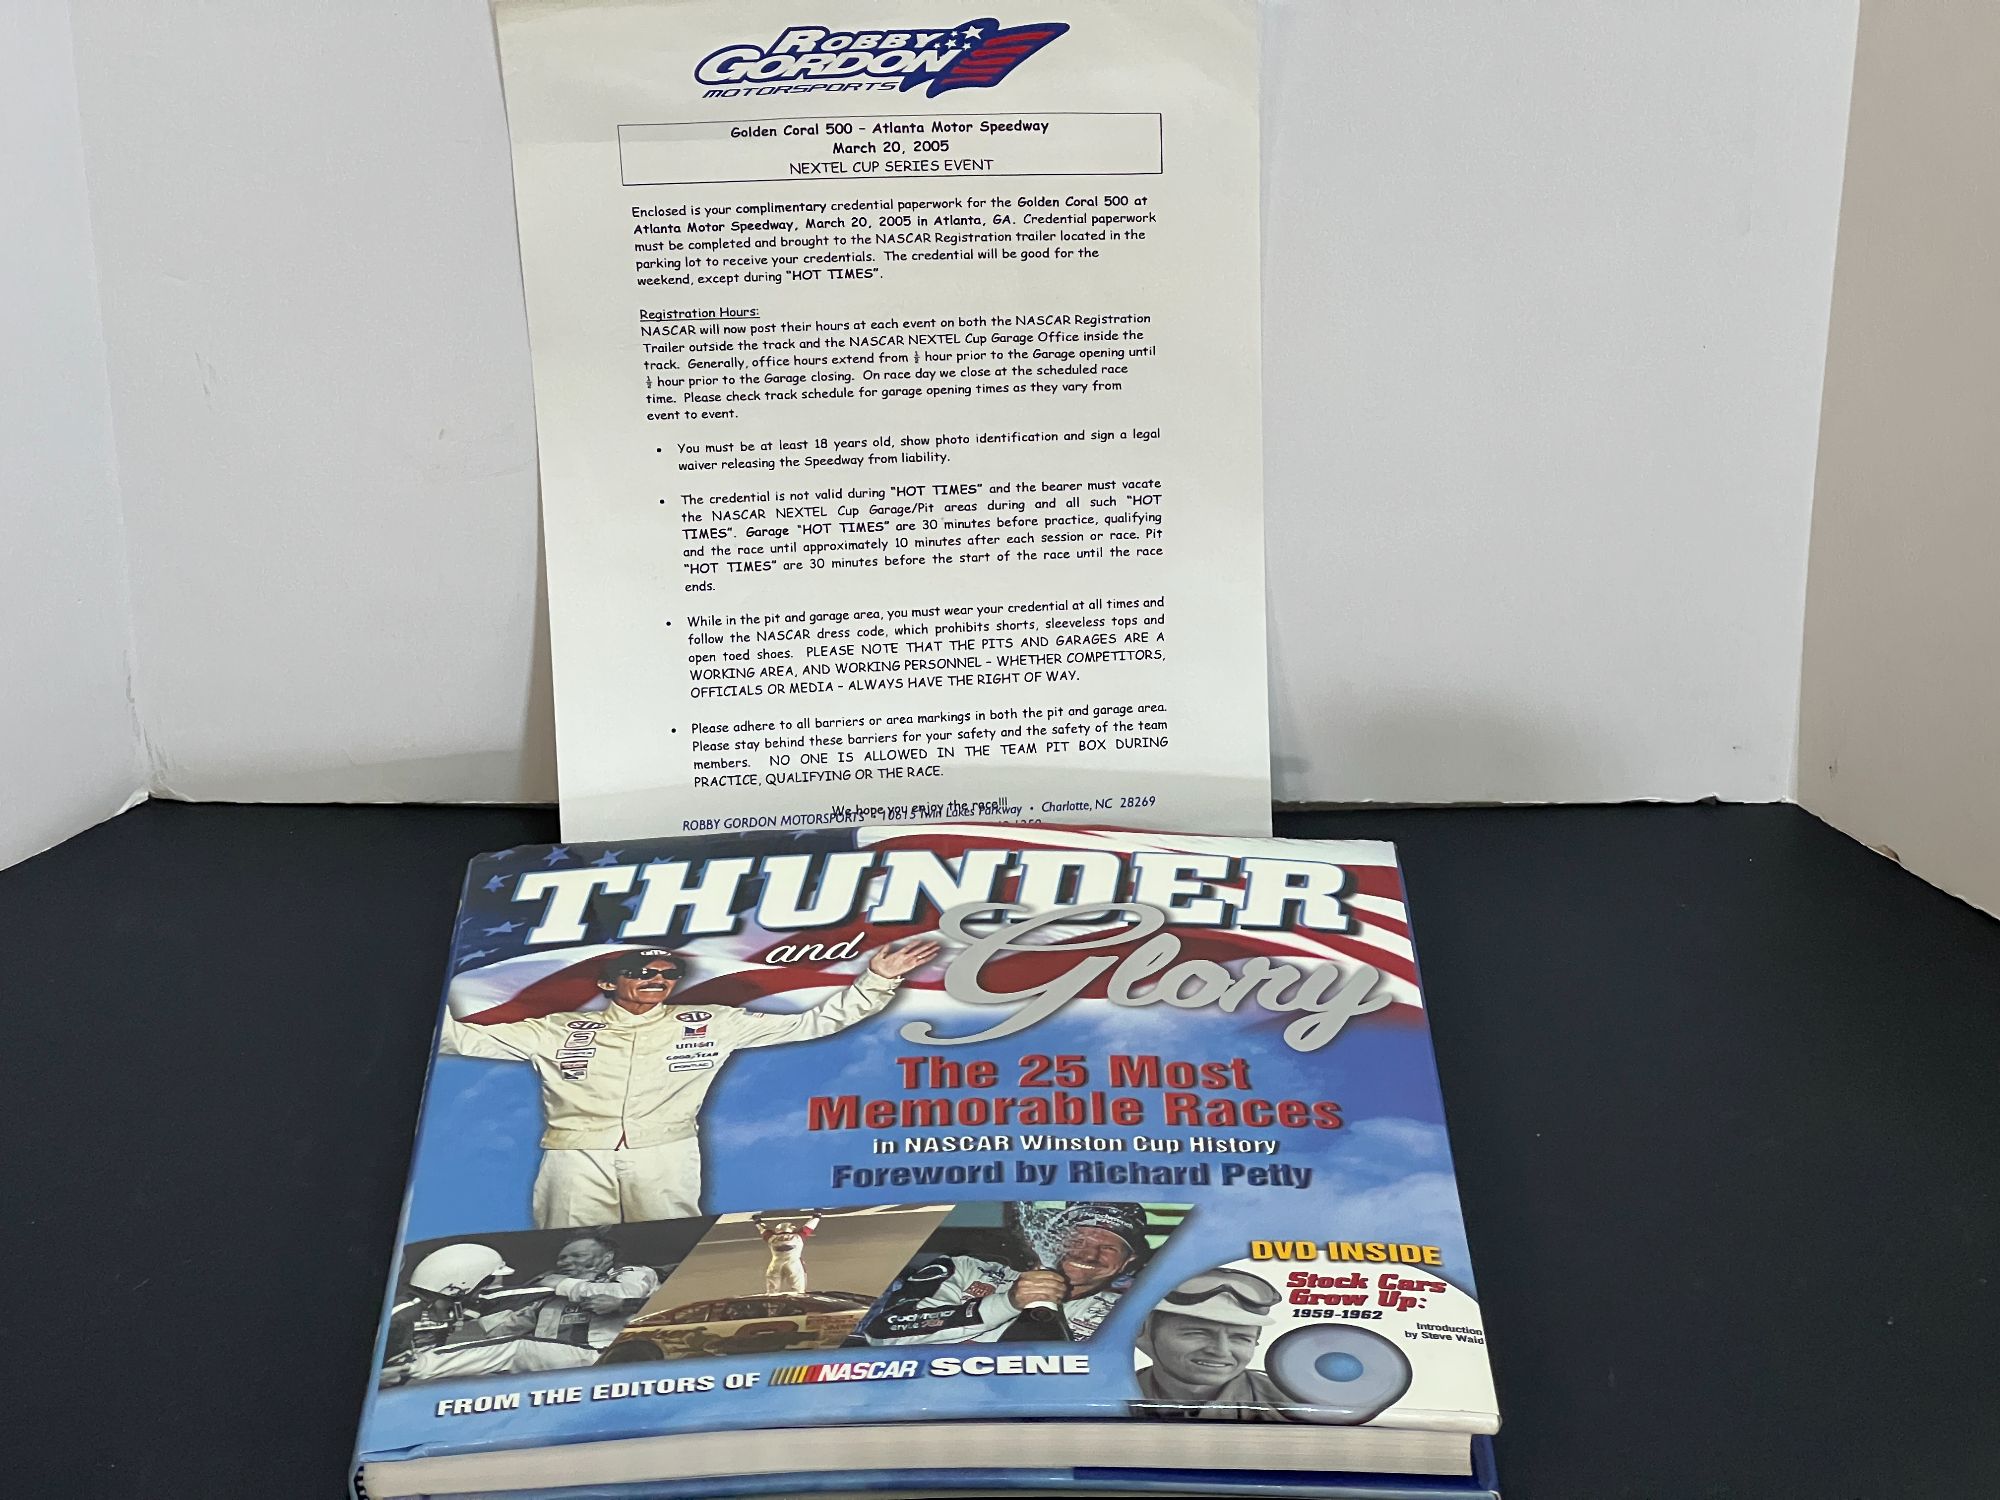 ROBBY
GORDON
MOTORSPORTS
Golden Coral 500 - Atlanta Motor Speedway
March 20, 2005
NEXTEL CUP SERIES EVENT
Enclosed is your complimentary credential paperwork for the Golden Coral 500 at
Atlanta Motor Speedway, March 20, 2005 in Atlanta, GA. Credential paperwork
must be completed and brought to the NASCAR Registration trailer located in the
parking lot to receive your credentials. The credential will be good for the
weekend, except during "HOT TIMES".
Registration Hours:
NASCAR will now post their hours at each event on both the NASCAR Registration
Trailer outside the track and the NASCAR NEXTEL Cup Garage Office inside the
track. Generally, office hours extend from ½ hour prior to the Garage opening until
½ hour prior to the Garage closing. On race day we close at the scheduled race
time. Please check track schedule for garage opening times as they vary from
event to event.
• You must be at least 18 years old, show photo identification and sign a legal
waiver releasing the Speedway from liability.
• The credential is not valid during "HOT TIMES" and the bearer must vacate
the NASCAR NEXTEL Cup Garage/Pit areas during and all such "HOT
TIMES". Garage "HOT TIMES" are 30 minutes before practice, qualifying
and the race until approximately 10 minutes after each session or race. Pit
"HOT TIMES" are 30 minutes before the start of the race until the race
ends.
• While in the pit and garage area, you must wear your credential at all times and
follow the NASCAR dress code, which prohibits shorts, sleeveless tops and
open toed shoes. PLEASE NOTE THAT THE PITS AND GARAGES ARE A
WORKING AREA, AND WORKING PERSONNEL - WHETHER COMPETITORS,
OFFICIALS OR MEDIA - ALWAYS HAVE THE RIGHT OF WAY.
• Please adhere to all barriers or area markings in both the pit and garage area.
Please stay behind these barriers for your safety and the safety of the team
members. NO ONE IS ALLOWED IN THE TEAM PIT BOX DURING
PRACTICE, QUALIFYING OR THE RACE.
We hope you enjoy the race!!!
ROBBY GORDON MOTORSPORTS • 10615 Twin Lakes Parkway • Charlotte, NC 28269
THUNDER
and
Glory
STP
STP
UNION
GOODYEAR
PONTIAC
The 25 Most
Memorable Races
in NASCAR Winston Cup History
Foreword by Richard Petty
DVD INSIDE
Stock Cars
Grow Up:
1959-1962
Introduction
by Steve Waid
FROM THE EDITORS OF NASCAR SCENE